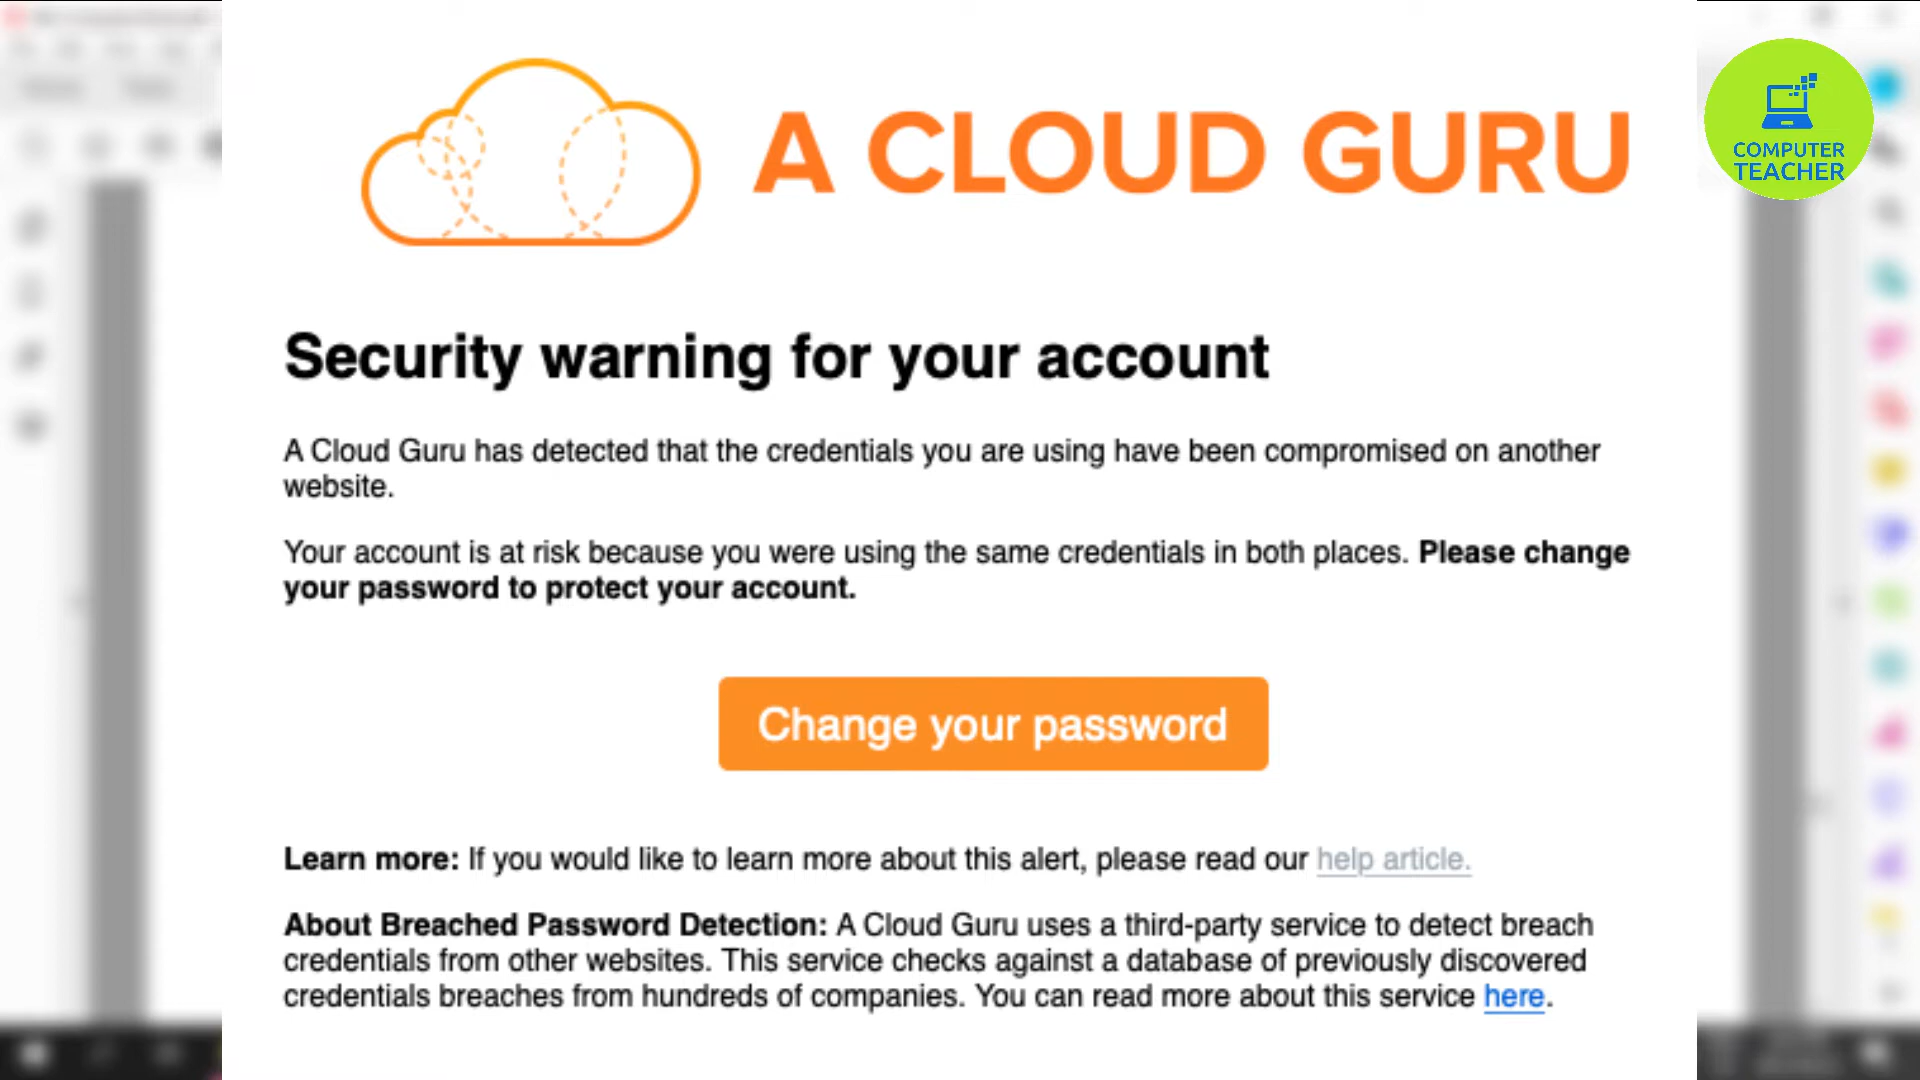 A CLOUD GURU
COMPUTER
TEACHER
Security warning for your account
A Cloud Guru has detected that the credentials you are using have been compromised on another
website.
Your account is at risk because you were using the same credentials in both places. Please change
your password to protect your account.
Change your password
Learn more: If you would like to learn more about this alert, please read our help article.
About Breached Password Detection: A Cloud Guru uses a third-party service to detect breach
credentials from other websites. This service checks against a database of previously discovered
credentials breaches from hundreds of companies. You can read more about this service here.